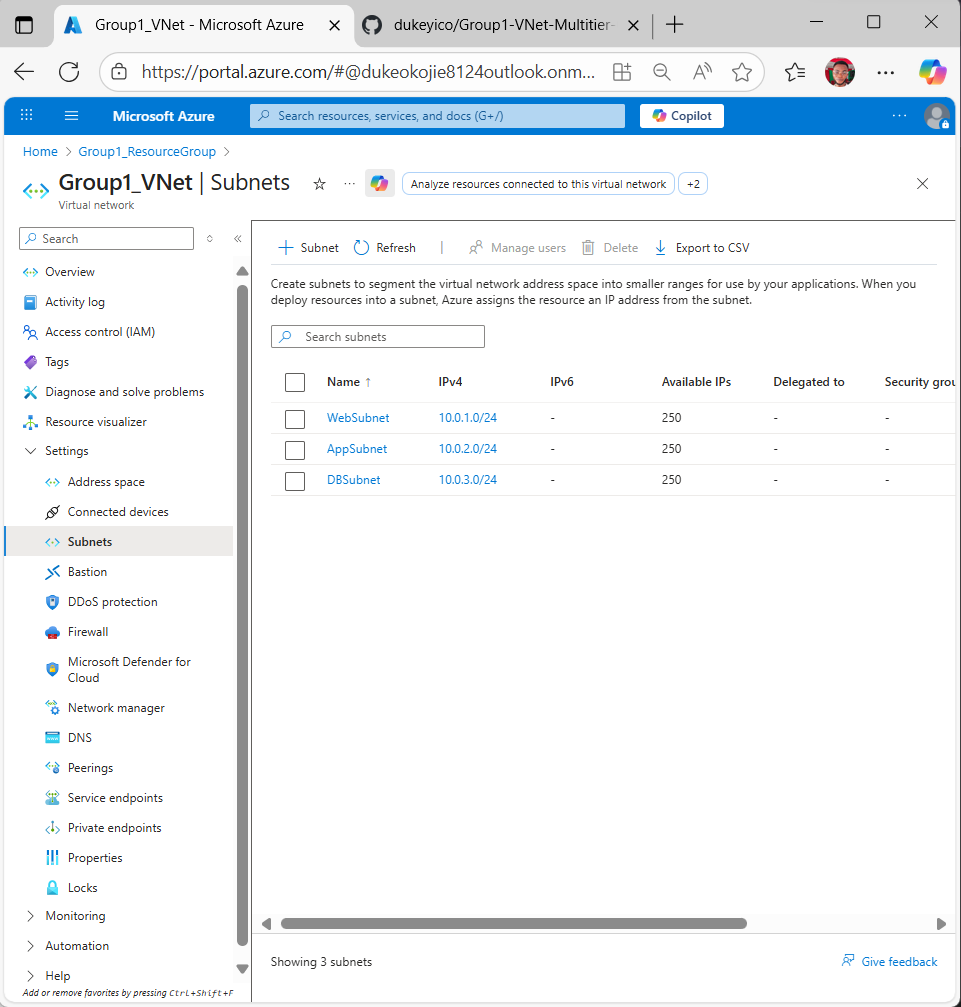 Group1_VNet - Microsoft Azure
dukeyico/Group1-VNet-Multitier-
https://portal.azure.com/#@dukeokojie8124outlook.onm...
Microsoft Azure
Search resources, services, and docs (G+/)
Copilot
Home > Group1_ResourceGroup >
Group1_VNet | Subnets
Virtual network
Analyze resources connected to this virtual network
+2
Search
Overview
Activity log
Access control (IAM)
Tags
Diagnose and solve problems
Resource visualizer
Settings
Address space
Connected devices
Subnets
Bastion
DDoS protection
Firewall
Microsoft Defender for
Cloud
Network manager
DNS
Peerings
Service endpoints
Private endpoints
Properties
Locks
Monitoring
Automation
Help
Add or remove favorites by pressing Ctrl+Shift+F
Subnet Refresh Manage users Delete Export to CSV
Create subnets to segment the virtual network address space into smaller ranges for use by your applications. When you
deploy resources into a subnet, Azure assigns the resource an IP address from the subnet.
Search subnets
Name ↑ IPv4 IPv6 Available IPs Delegated to Security grou
WebSubnet 10.0.1.0/24 - 250 - -
AppSubnet 10.0.2.0/24 - 250 - -
DBSubnet 10.0.3.0/24 - 250 - -
Showing 3 subnets
Give feedback